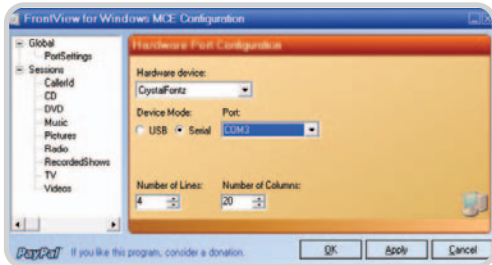 FrontView for Windows MCE Configuration
Global
PortSettings
Sessions
CallerId
CD
DVD
Music
Pictures
Radio
RecordedShows
TV
Videos
Hardware Port Configuration
Hardware device:
CrystalFontz
Device Mode: Port:
USB Serial COM3
Number of Lines: Number of Columns:
4 20
PayPal If you like this program, consider a donation. OK Apply Cancel